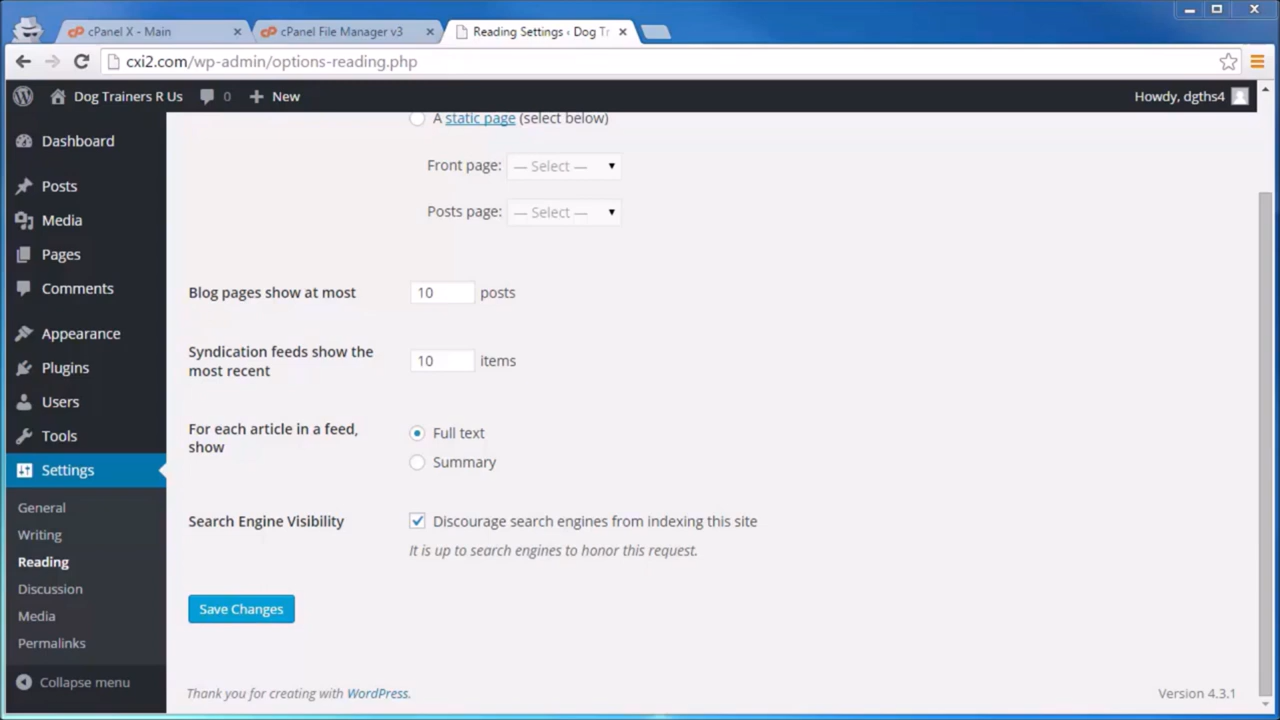 cPanel X - Main
cPanel File Manager v3
Reading Settings ‹ Dog Tr
cxi2.com/wp-admin/options-reading.php
Dog Trainers R Us 0 New Howdy, dgths4
A static page (select below)
Front page: — Select —
Posts page: — Select —
Dashboard
Posts
Media
Pages
Comments
Appearance
Plugins
Users
Tools
Settings
General
Writing
Reading
Discussion
Media
Permalinks
Collapse menu
Blog pages show at most 10 posts
Syndication feeds show the
most recent
10 items
For each article in a feed,
show
Full text
Summary
Search Engine Visibility
Discourage search engines from indexing this site
It is up to search engines to honor this request.
Save Changes
Thank you for creating with WordPress.
Version 4.3.1